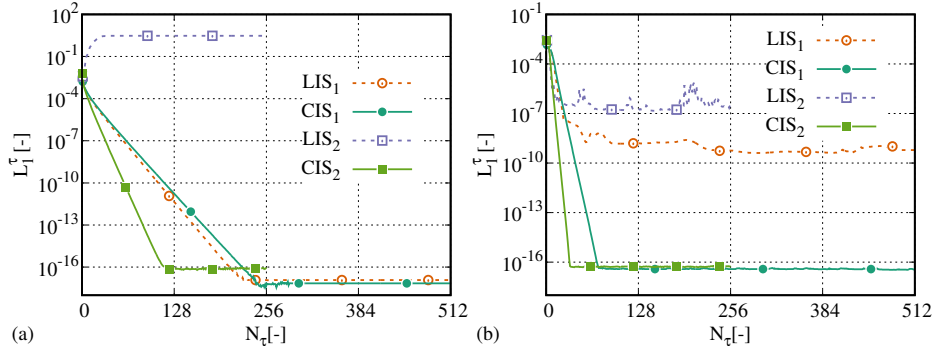 10^2
10^-1
10^-4
10^-7
10^-10
10^-13
10^-16
L_1^τ [-]
LIS_1
CIS_1
LIS_2
CIS_2
0 128 256 384 512
(a) N_τ[-]
10^-1
10^-4
10^-7
10^-10
10^-13
10^-16
L_1^τ [-]
LIS_1
CIS_1
LIS_2
CIS_2
0 128 256 384 512
(b) N_τ[-]